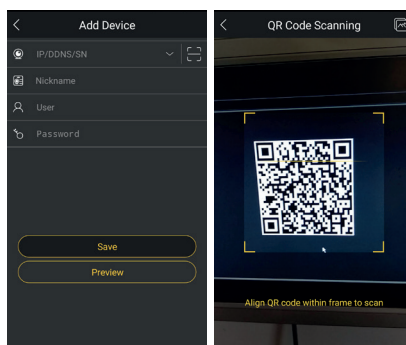 Add Device
IP/DDNS/SN
Nickname
User
Password
Save
Preview
QR Code Scanning
Align QR code within frame to scan